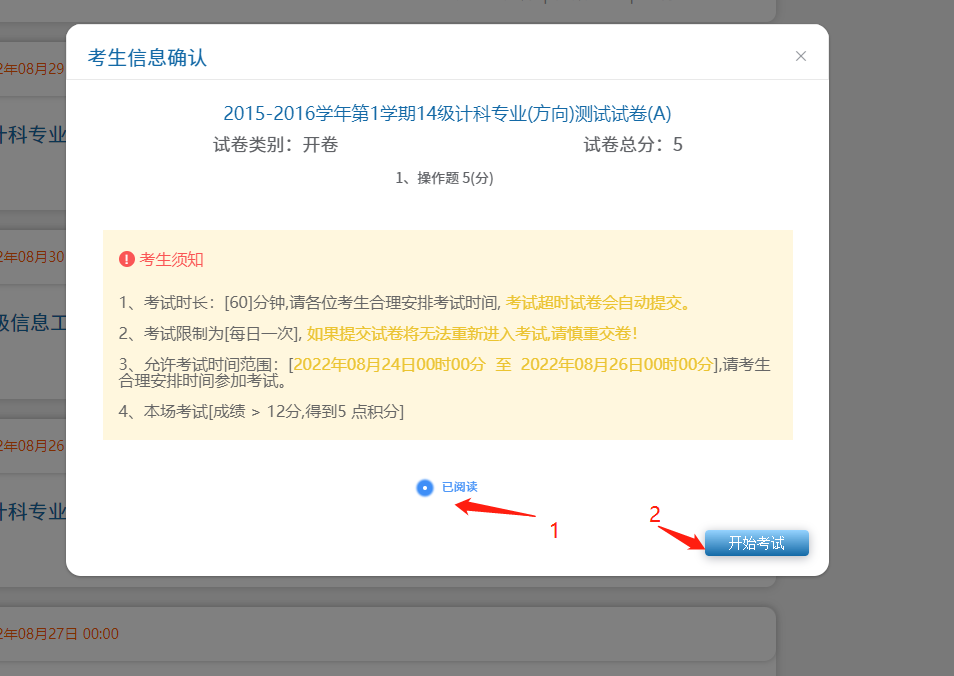 考生信息确认
×
2015-2016学年第1学期14级计科专业(方向)测试试卷(A)
试卷类别：开卷 试卷总分：5
1、操作题 5(分)
考生须知
1、考试时长：[60]分钟,请各位考生合理安排考试时间, 考试超时试卷会自动提交。
2、考试限制为[每日一次], 如果提交试卷将无法重新进入考试,请慎重交卷！
3、允许考试时间范围：[2022年08月24日00时00分 至 2022年08月26日00时00分],请考生
合理安排时间参加考试。
4、本场考试[成绩 > 12分,得到5 点积分]
已阅读
1
2
开始考试
年08月29
计科专业
年08月30
级信息工
年08月26
计科专业
年08月27日 00:00